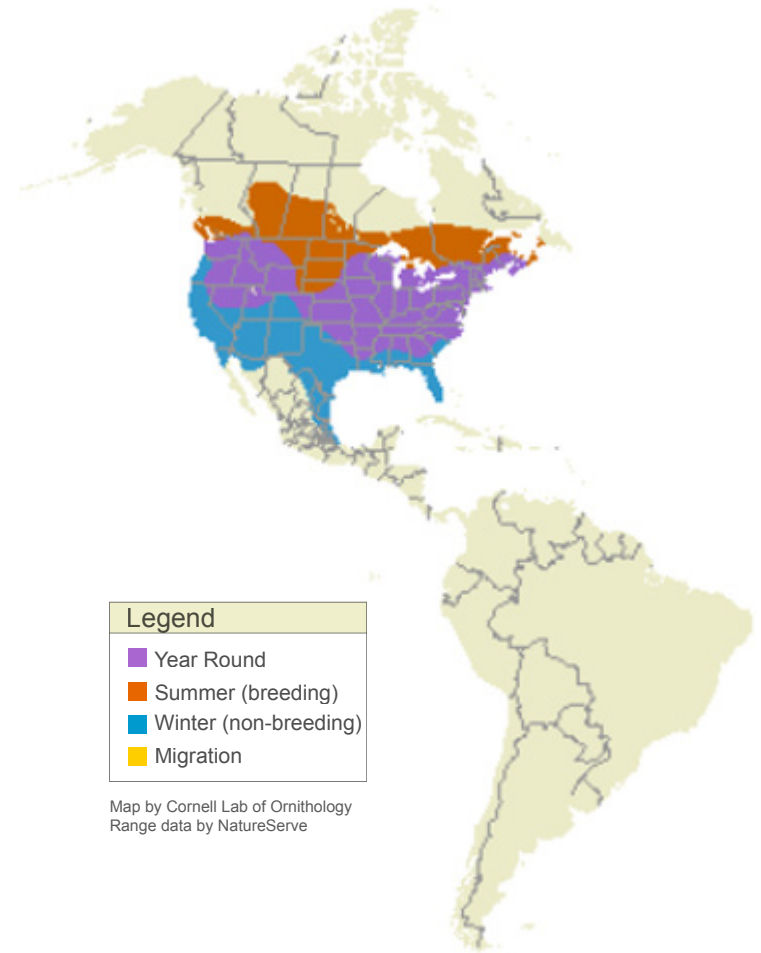 Legend
Year Round
Summer (breeding)
Winter (non-breeding)
Migration
Map by Cornell Lab of Ornithology
Range data by NatureServe